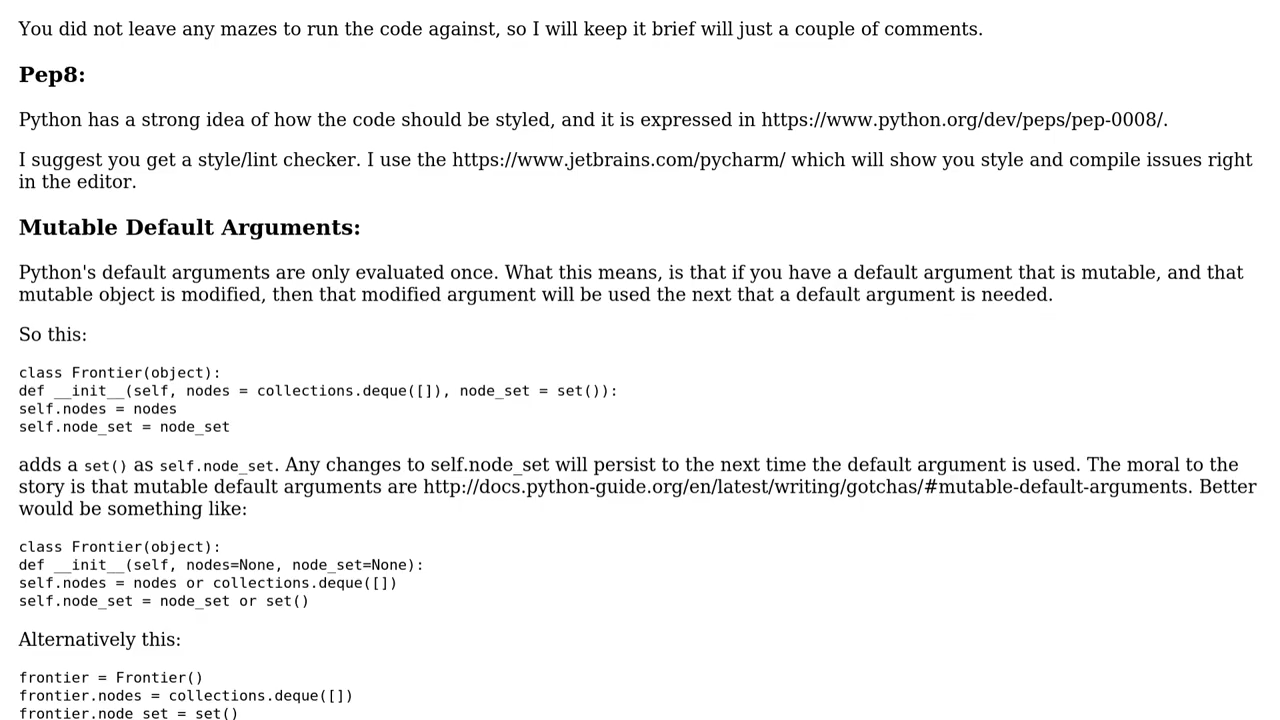 You did not leave any mazes to run the code against, so I will keep it brief will just a couple of comments.
Pep8:
Python has a strong idea of how the code should be styled, and it is expressed in https://www.python.org/dev/peps/pep-0008/.
I suggest you get a style/lint checker. I use the https://www.jetbrains.com/pycharm/ which will show you style and compile issues right
in the editor.
Mutable Default Arguments:
Python's default arguments are only evaluated once. What this means, is that if you have a default argument that is mutable, and that
mutable object is modified, then that modified argument will be used the next that a default argument is needed.
So this:
class Frontier(object):
def __init__(self, nodes = collections.deque([]), node_set = set()):
self.nodes = nodes
self.node_set = node_set
adds a set() as self.node_set. Any changes to self.node_set will persist to the next time the default argument is used. The moral to the
story is that mutable default arguments are http://docs.python-guide.org/en/latest/writing/gotchas/#mutable-default-arguments. Better
would be something like:
class Frontier(object):
def __init__(self, nodes=None, node_set=None):
self.nodes = nodes or collections.deque([])
self.node_set = node_set or set()
Alternatively this:
frontier = Frontier()
frontier.nodes = collections.deque([])
frontier.node_set = set()